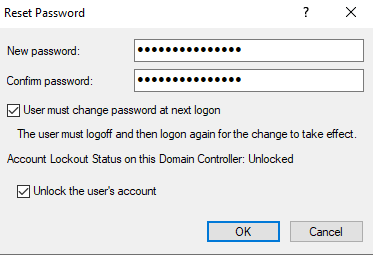 Reset Password
New password: ●●●●●●●●●●●●●●●
Confirm password: ●●●●●●●●●●●●●●●
User must change password at next logon
The user must logoff and then logon again for the change to take effect.
Account Lockout Status on this Domain Controller: Unlocked
Unlock the user's account
OK Cancel